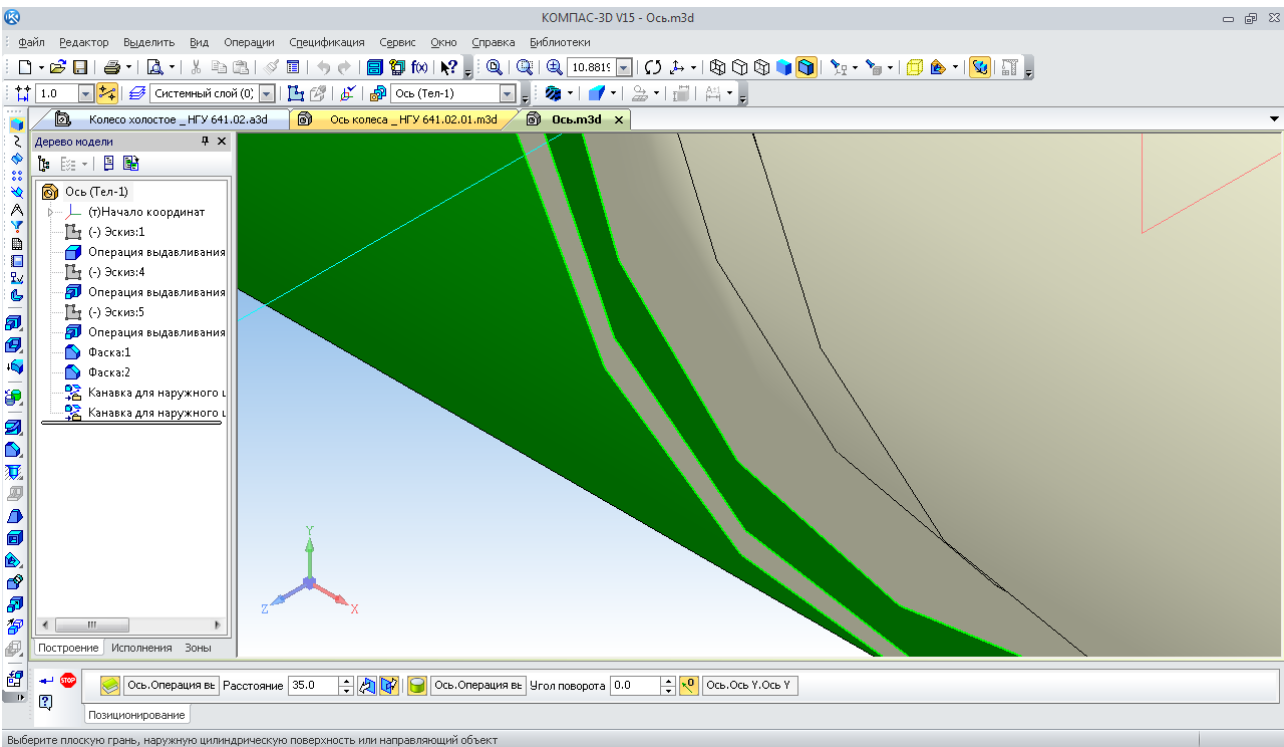 КОМПАС-3D V15 - Ось.m3d
Файл Редактор Выделить Вид Операции Спецификация Сервис Окно Справка Библиотеки
10.8819
1.0 Системный слой (0) Ось (Тел-1)
Колесо холостое _ НГУ 641.02.a3d Ось колеса _ НГУ 641.02.01.m3d Ось.m3d
Дерево модели
Ось (Тел-1)
(т)Начало координат
(-) Эскиз:1
Операция выдавливания
(-) Эскиз:4
Операция выдавливания
(-) Эскиз:5
Операция выдавливания
Фаска:1
Фаска:2
Канавка для наружного ц
Канавка для наружного ц
Y
Z X
Построение Исполнения Зоны
Ось.Операция вы Расстояние 35.0 Ось.Операция вы Угол поворота 0.0 Ось.Ось Y.Ось Y
Позиционирование
Выберите плоскую грань, наружную цилиндрическую поверхность или направляющий объект